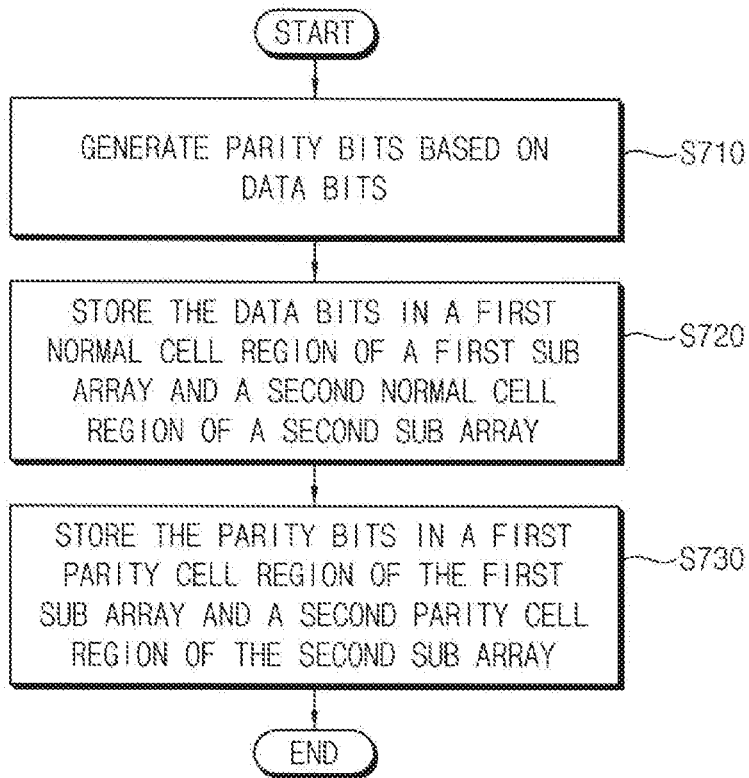 START
GENERATE PARITY BITS BASED ON
DATA BITS
S710
STORE THE DATA BITS IN A FIRST
NORMAL CELL REGION OF A FIRST SUB
ARRAY AND A SECOND NORMAL CELL
REGION OF A SECOND SUB ARRAY
S720
STORE THE PARITY BITS IN A FIRST
PARITY CELL REGION OF THE FIRST
SUB ARRAY AND A SECOND PARITY CELL
REGION OF THE SECOND SUB ARRAY
S730
END